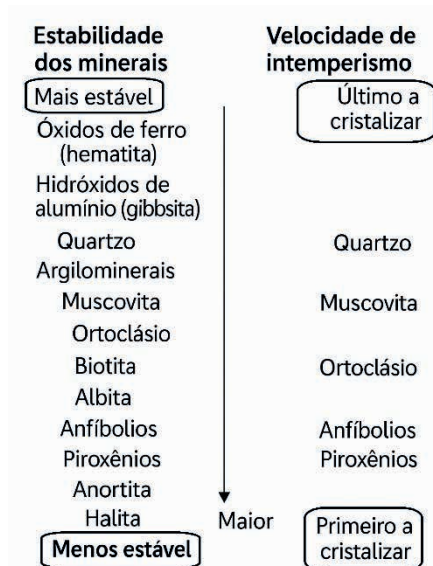 Estabilidade
dos minerais
Mais estável
Óxidos de ferro
(hematita)
Hidróxidos de
alumínio (gibbsita)
Quartzo
Argilominerais
Muscovita
Ortoclásio
Biotita
Albita
Anfíbolios
Piroxênios
Anortita
Halita
Menos estável
Maior
Velocidade de
intemperismo
Último a
cristalizar
Quartzo
Muscovita
Ortoclásio
Anfíbolios
Piroxênios
Primeiro a
cristalizar